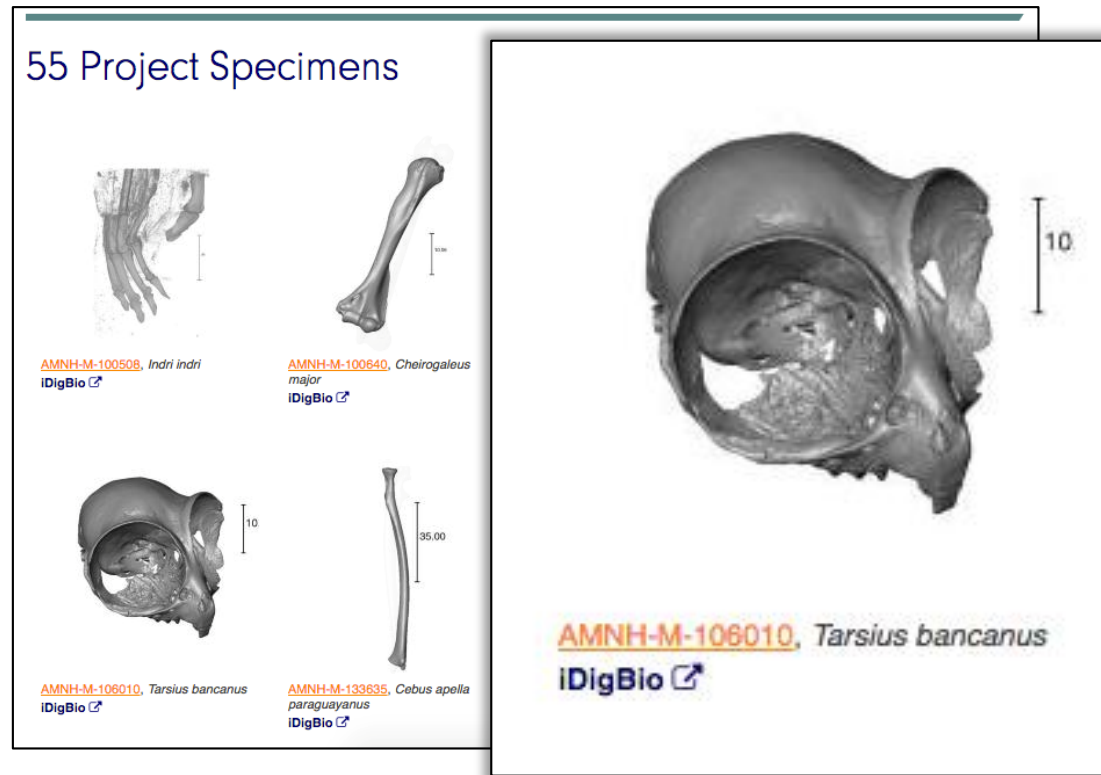 55 Project Specimens
AMNH-M-100508, Indri indri
iDigBio
AMNH-M-100640, Cheirogaleus
major
iDigBio
10
AMNH-M-106010, Tarsius bancanus
iDigBio
35.00
AMNH-M-133635, Cebus apella
paraguayanus
iDigBio
10
AMNH-M-106010, Tarsius bancanus
iDigBio